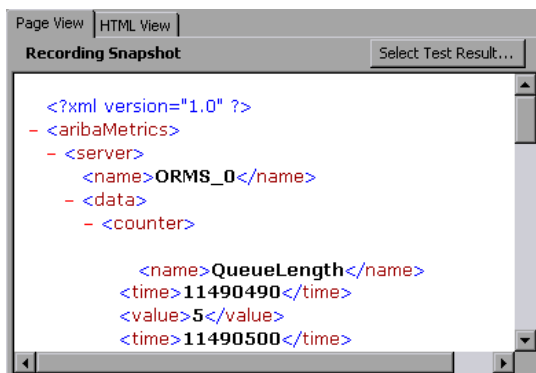 Page View HTML View
Recording Snapshot Select Test Result...
<?xml version="1.0" ?>
– <aribaMetrics>
– <server>
<name>ORMS_0</name>
– <data>
– <counter>
<name>QueueLength</name>
<time>11490490</time>
<value>5</value>
<time>11490500</time>